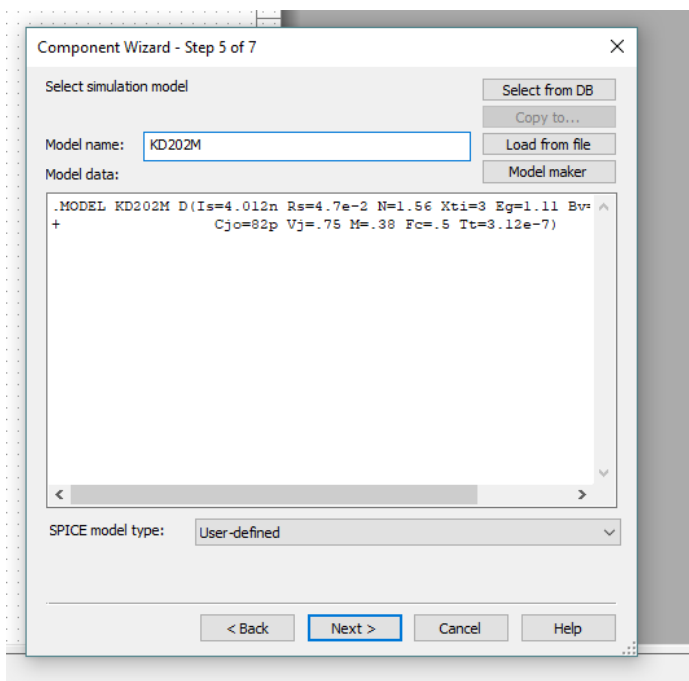 Component Wizard - Step 5 of 7
Select simulation model
Select from DB
Copy to...
Model name:
KD202M
Load from file
Model data:
Model maker
.MODEL KD202M D(Is=4.012n Rs=4.7e-2 N=1.56 Xti=3 Eg=1.11 Bv=
+ Cjo=82p Vj=.75 M=.38 Fc=.5 Tt=3.12e-7)
SPICE model type:
User-defined
< Back
Next >
Cancel
Help